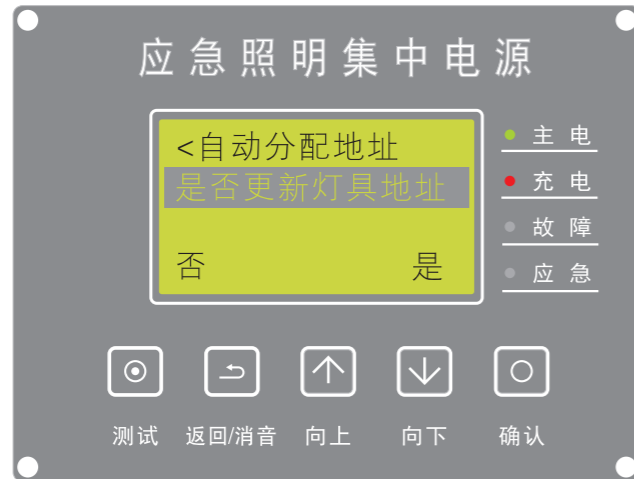 应急照明集中电源
<自动分配地址
是否更新灯具地址
否 是
主电
充电
故障
应急
测试 返回/消音 向上 向下 确认